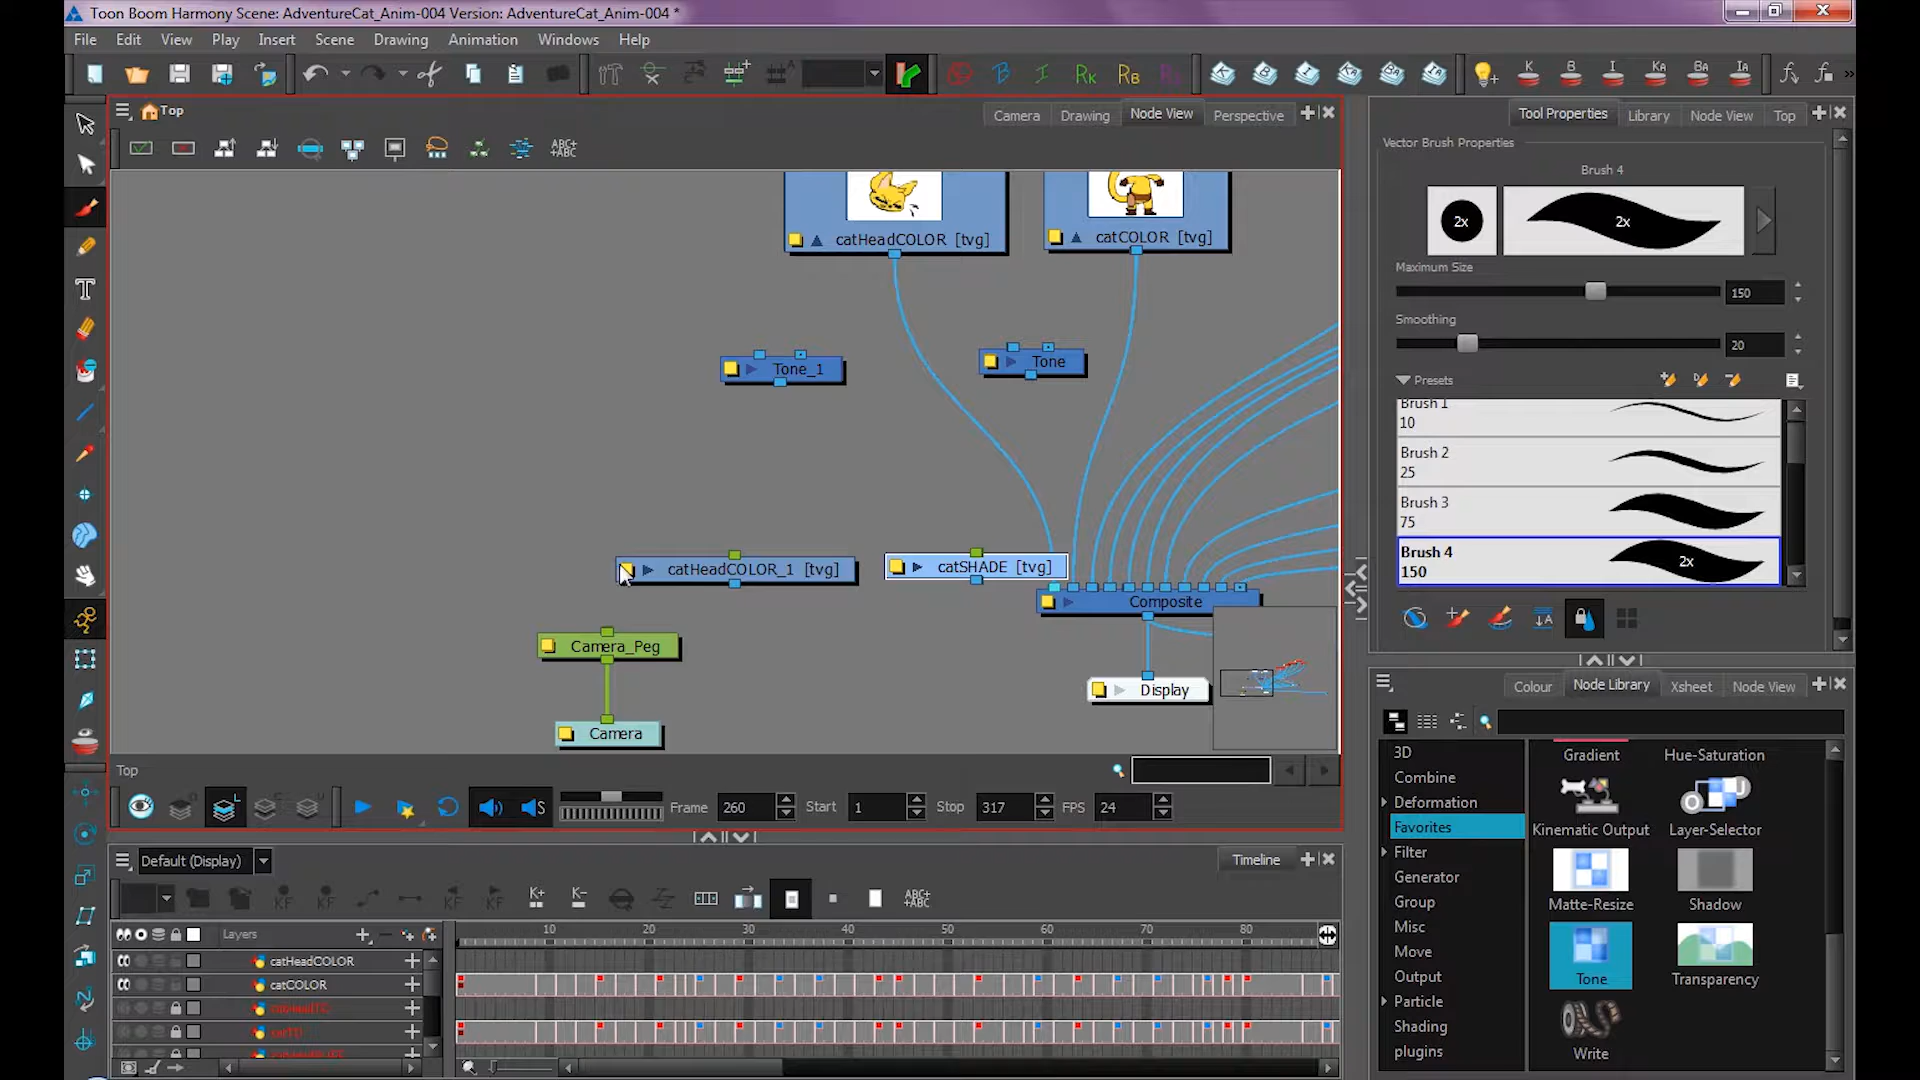 Toon Boom Harmony Scene: AdventureCat_Anim-004 Version: AdventureCat_Anim-004 *
File Edit View Play Insert Scene Drawing Animation Windows Help
Top
Camera Drawing Node View Perspective
catHeadCOLOR [tvg]
catCOLOR [tvg]
Tone_1
Tone
catHeadCOLOR_1 [tvg]
catSHADE [tvg]
Composite
Camera_Peg
Display
Camera
Top
Frame 260 Start 1 Stop 317 FPS 24
Tool Properties Library Node View Top
Vector Brush Properties
Brush 4
2x 2x
Maximum Size
150
Smoothing
20
Presets
Brush 1
10
Brush 2
25
Brush 3
75
Brush 4
150
2x
Colour Node Library Xsheet Node View
3D
Combine
Deformation
Favorites
Filter
Generator
Group
Misc
Move
Output
Particle
Shading
plugins
Gradient Hue-Saturation
Kinematic Output Layer-Selector
Matte-Resize Shadow
Tone Transparency
Write
Default (Display)
Timeline
Layers
10 20 30 40 50 60 70 80
catHeadCOLOR
catCOLOR